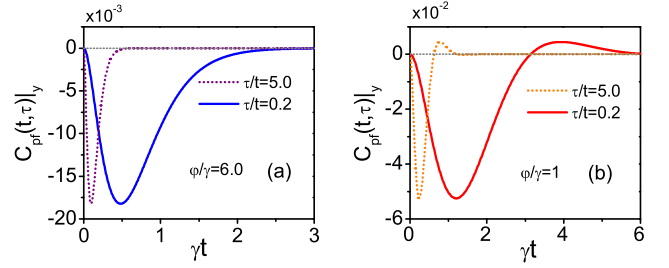 x10⁻³
0
-5
-10
-15
-20
C_pf(t,τ)|_y
τ/t=5.0
τ/t=0.2
φ/γ=6.0
(a)
0
1
2
3
γt
x10⁻²
0
-2
-4
-6
C_pf(t,τ)|_y
τ/t=5.0
τ/t=0.2
φ/γ=1
(b)
0
2
4
6
γt